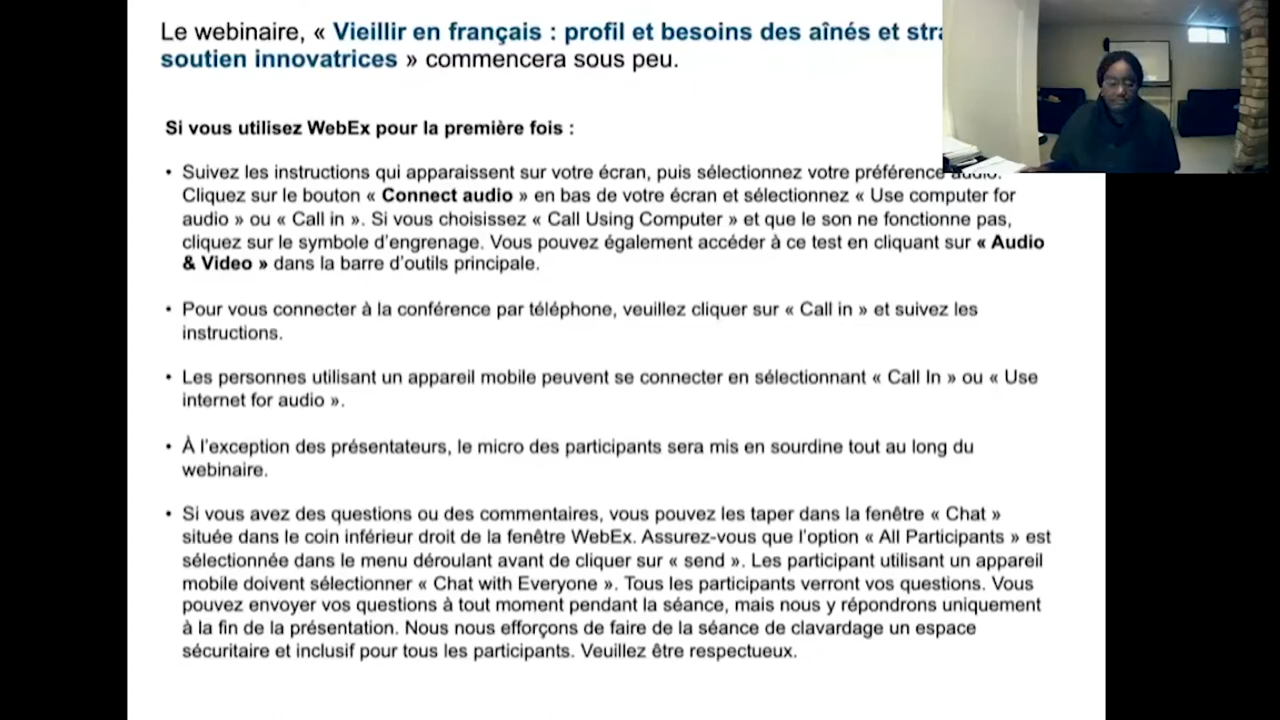 Le webinaire, « Vieillir en français : profil et besoins des aînés et
soutien innovatrices » commencera sous peu.
Si vous utilisez WebEx pour la première fois :
• Suivez les instructions qui apparaissent sur votre écran, puis sélectionnez votre préférence audio.
Cliquez sur le bouton « Connect audio » en bas de votre écran et sélectionnez « Use computer for
audio » ou « Call in ». Si vous choisissez « Call Using Computer » et que le son ne fonctionne pas,
cliquez sur le symbole d'engrenage. Vous pouvez également accéder à ce test en cliquant sur « Audio
& Video » dans la barre d'outils principale.
• Pour vous connecter à la conférence par téléphone, veuillez cliquer sur « Call in » et suivez les
instructions.
• Les personnes utilisant un appareil mobile peuvent se connecter en sélectionnant « Call In » ou « Use
internet for audio ».
• À l'exception des présentateurs, le micro des participants sera mis en sourdine tout au long du
webinaire.
• Si vous avez des questions ou des commentaires, vous pouvez les taper dans la fenêtre « Chat »
située dans le coin inférieur droit de la fenêtre WebEx. Assurez-vous que l'option « All Participants » est
sélectionnée dans le menu déroulant avant de cliquer sur « send ». Les participant utilisant un appareil
mobile doivent sélectionner « Chat with Everyone ». Tous les participants verront vos questions. Vous
pouvez envoyer vos questions à tout moment pendant la séance, mais nous y répondrons uniquement
à la fin de la présentation. Nous nous efforçons de faire de la séance de clavardage un espace
sécuritaire et inclusif pour tous les participants. Veuillez être respectueux.